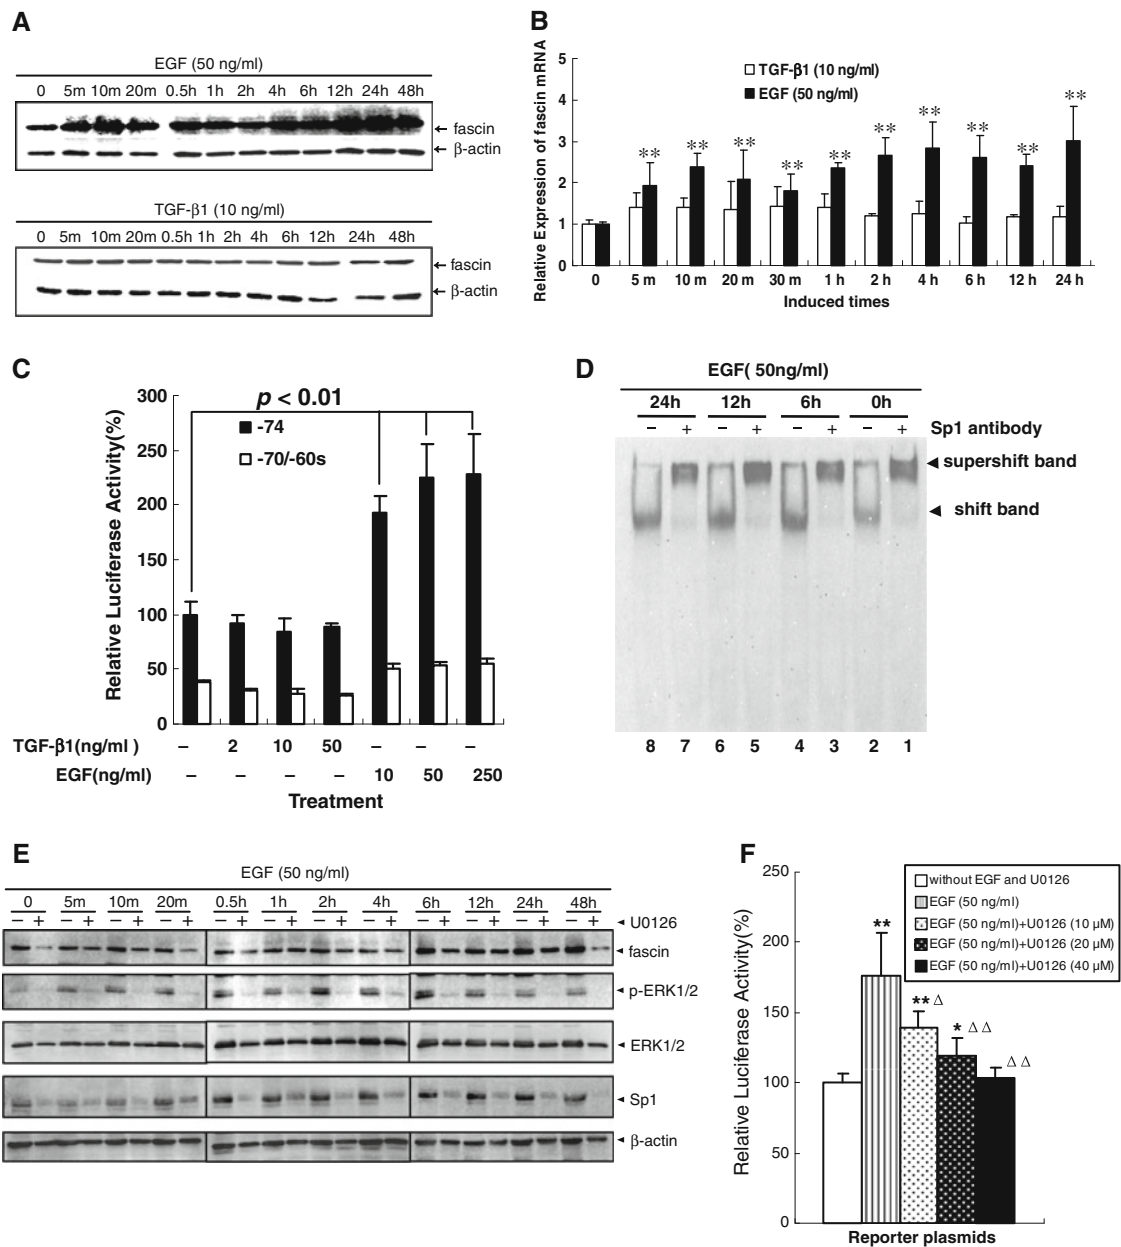 A
EGF (50 ng/ml)
0 5m 10m 20m 0.5h 1h 2h 4h 6h 12h 24h 48h
fascin
β-actin
TGF-β1 (10 ng/ml)
0 5m 10m 20m 0.5h 1h 2h 4h 6h 12h 24h 48h
fascin
β-actin
B
Relative Expression of fascin mRNA
5
4
3
2
1
0
TGF-β1 (10 ng/ml)
EGF (50 ng/ml)
** ** ** ** ** ** ** ** ** **
0 5 m 10 m 20 m 30 m 1 h 2 h 4 h 6 h 12 h 24 h
Induced times
C
Relative Luciferase Activity(%)
300
250
200
150
100
50
0
p < 0.01
-74
-70/-60s
TGF-β1(ng/ml ) – 2 10 50 – – –
EGF(ng/ml) – – – – 10 50 250
Treatment
D
EGF( 50ng/ml)
24h 12h 6h 0h
– + – + – + – + Sp1 antibody
supershift band
shift band
8 7 6 5 4 3 2 1
E
EGF (50 ng/ml)
0 5m 10m 20m 0.5h 1h 2h 4h 6h 12h 24h 48h
– + – + – + – + – + – + – + – + – + – + – + – + U0126
fascin
p-ERK1/2
ERK1/2
Sp1
β-actin
F
Relative Luciferase Activity(%)
250
200
150
100
50
0
without EGF and U0126
EGF (50 ng/ml)
EGF (50 ng/ml)+U0126 (10 µM)
EGF (50 ng/ml)+U0126 (20 µM)
EGF (50 ng/ml)+U0126 (40 µM)
**
** Δ
* Δ Δ
Δ Δ
Reporter plasmids